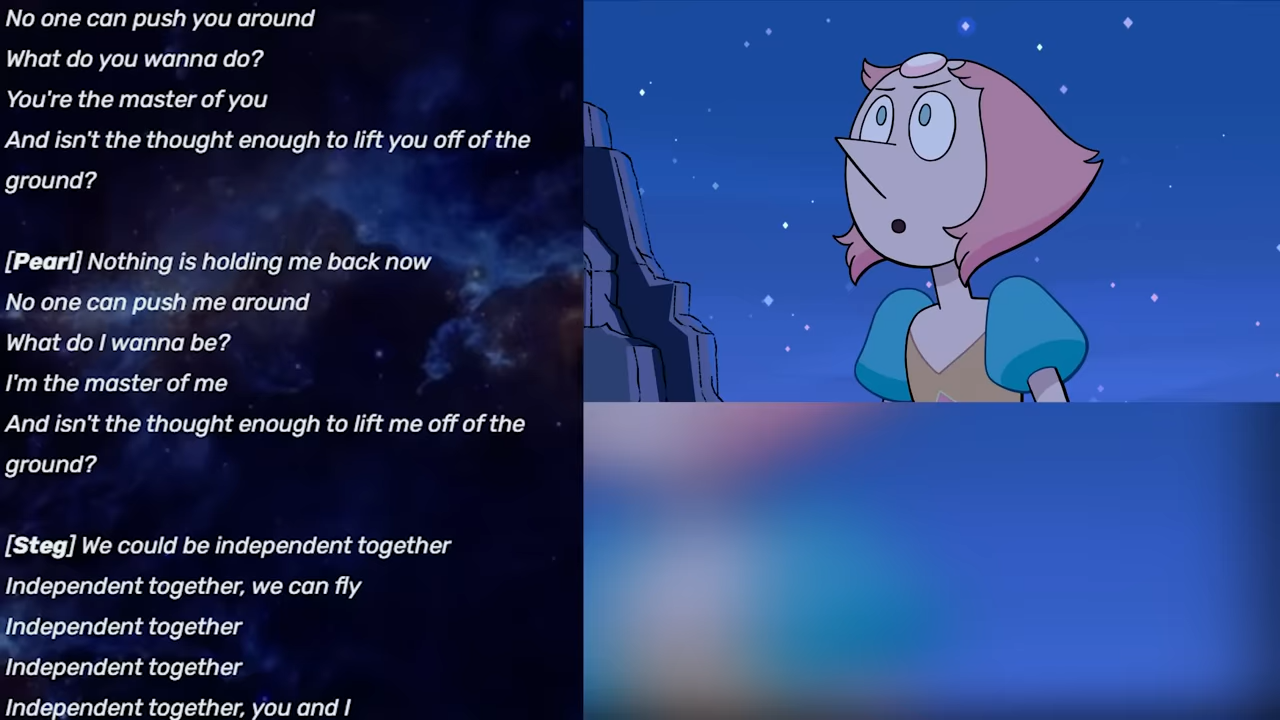 No one can push you around
What do you wanna do?
You're the master of you
And isn't the thought enough to lift you off of the
ground?
[Pearl] Nothing is holding me back now
No one can push me around
What do I wanna be?
I'm the master of me
And isn't the thought enough to lift me off of the
ground?
[Steg] We could be independent together
Independent together, we can fly
Independent together
Independent together
Independent together, you and I